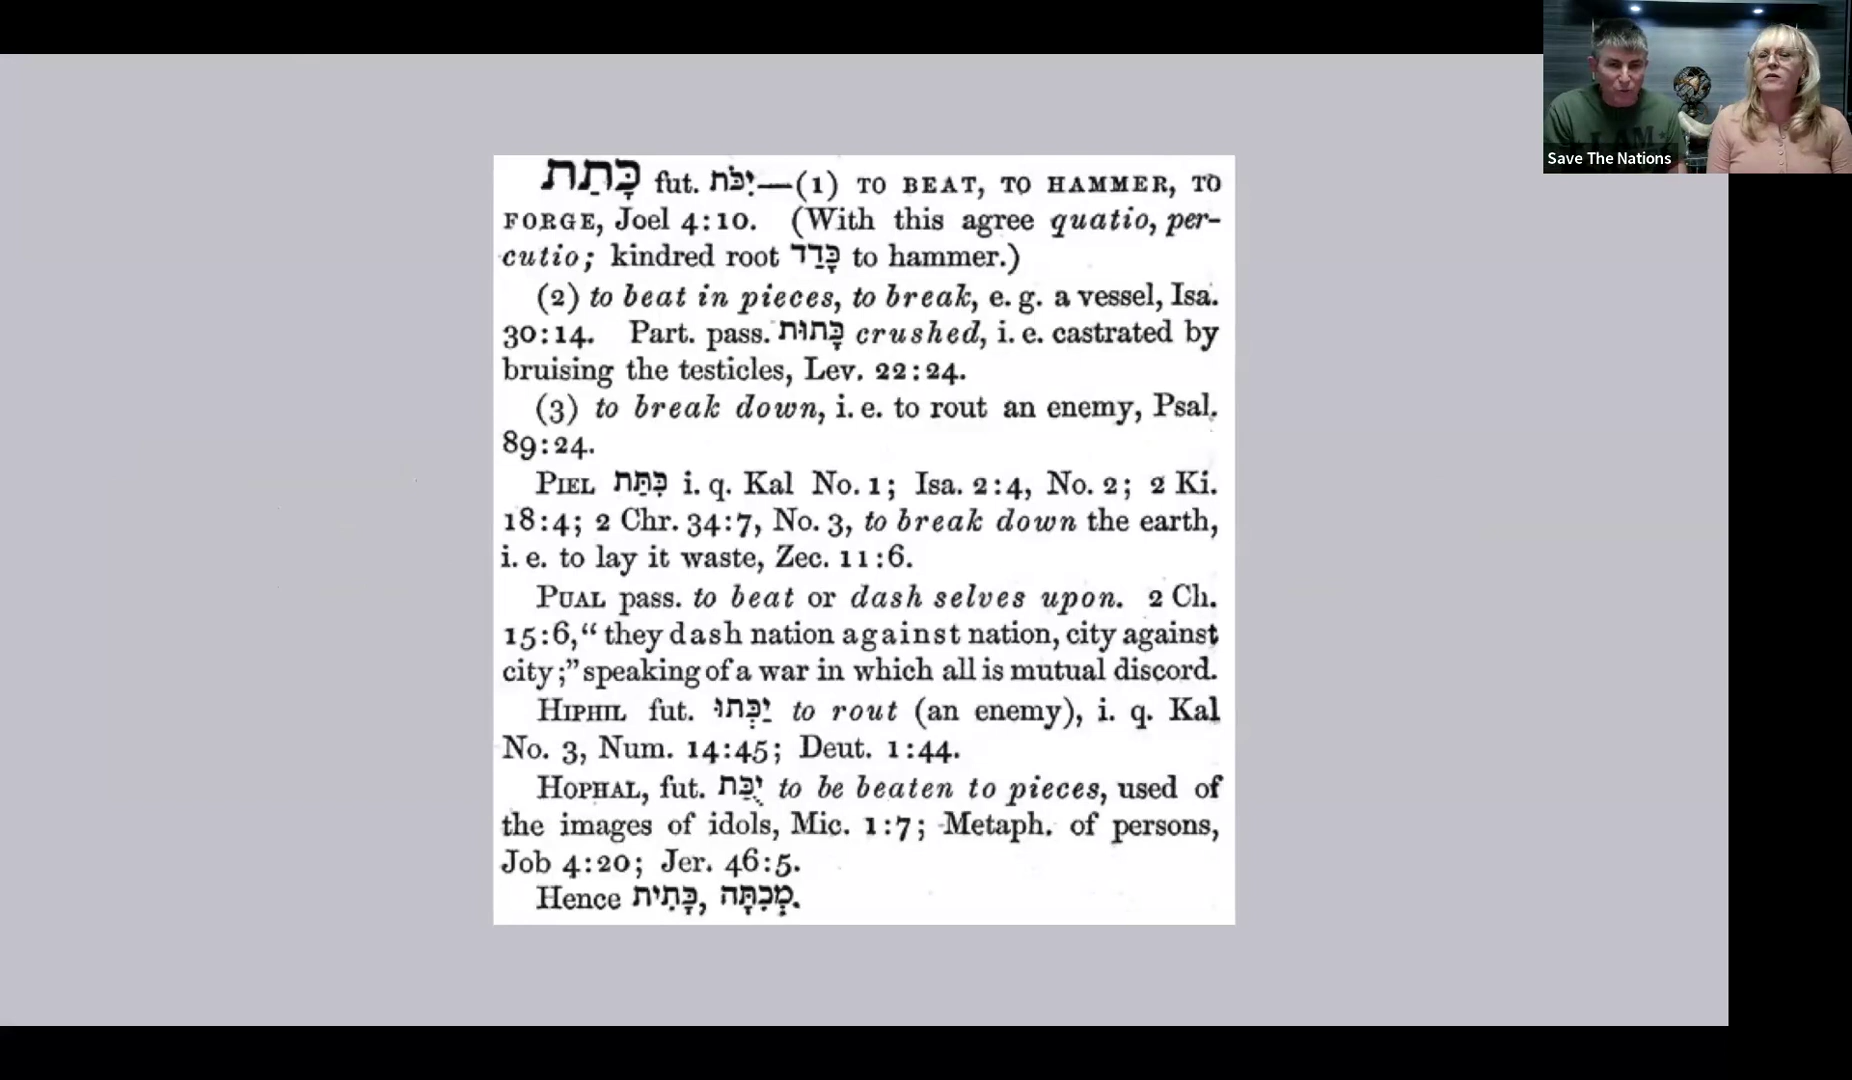 כָּתַת fut. יִכֹּת—(1) TO BEAT, TO HAMMER, TO
FORGE, Joel 4:10. (With this agree quatio, per-
cutio; kindred root כָּדַד to hammer.)
(2) to beat in pieces, to break, e. g. a vessel, Isa.
30:14. Part. pass. כָּתוּת crushed, i. e. castrated by
bruising the testicles, Lev. 22:24.
(3) to break down, i. e. to rout an enemy, Psal.
89:24.
PIEL כִּתַּת i. q. Kal No. 1; Isa. 2:4, No. 2; 2 Ki.
18:4; 2 Chr. 34:7, No. 3, to break down the earth,
i. e. to lay it waste, Zec. 11:6.
PUAL pass. to beat or dash selves upon. 2 Ch.
15:6, “they dash nation against nation, city against
city;” speaking of a war in which all is mutual discord.
HIPHIL fut. יַכְּתוּ to rout (an enemy), i. q. Kal
No. 3, Num. 14:45; Deut. 1:44.
HOPHAL, fut. יֻכַּת to be beaten to pieces, used of
the images of idols, Mic. 1:7; Metaph. of persons,
Job 4:20; Jer. 46:5.
Hence כָּתִית, מְכִתָּה.
Save The Nations